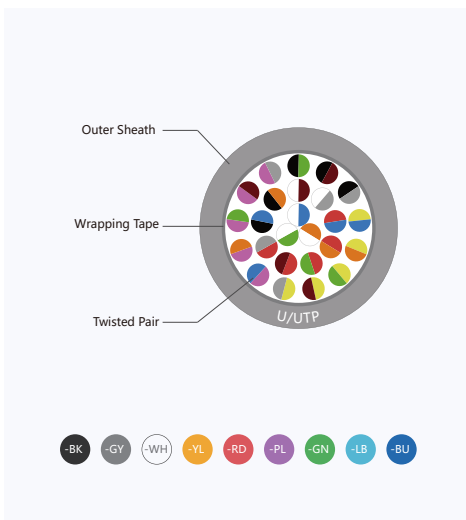 Outer Sheath
Wrapping Tape
Twisted Pair
U/UTP
-BK -GY -WH -YL -RD -PL -GN -LB -BU